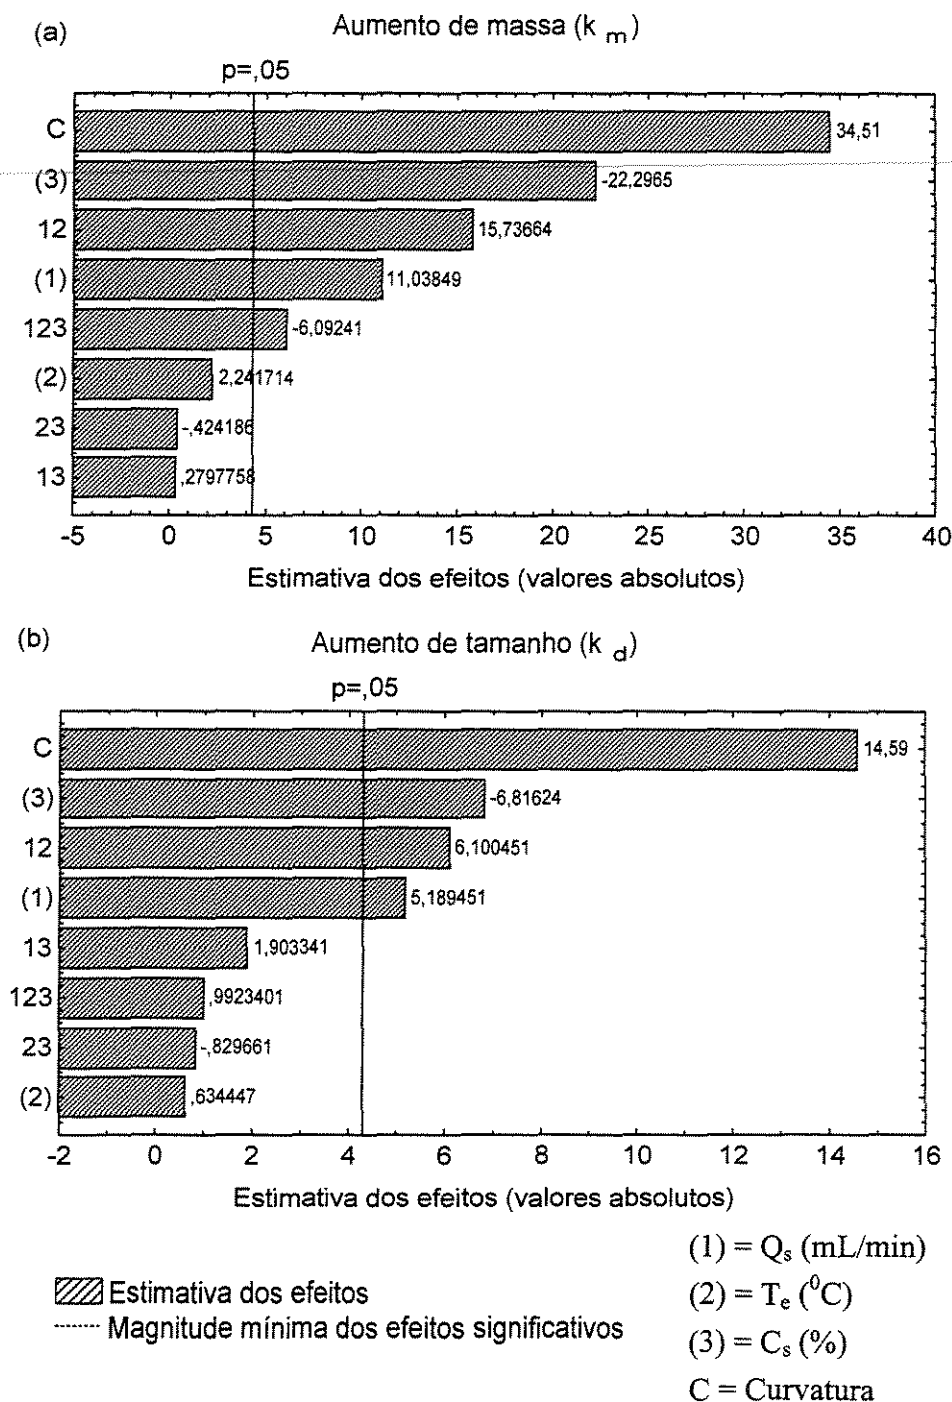 (a) Aumento de massa (k m)
p=,05
C 34,51
(3) -22,2965
12 15,73664
(1) 11,03849
123 -6,09241
(2) 2,241714
23 -,424186
13 ,2797758
-5 0 5 10 15 20 25 30 35 40
Estimativa dos efeitos (valores absolutos)
(b) Aumento de tamanho (k d)
p=,05
C 14,59
(3) -6,81624
12 6,100451
(1) 5,189451
13 1,903341
123 ,9923401
23 -,829661
(2) ,634447
-2 0 2 4 6 8 10 12 14 16
Estimativa dos efeitos (valores absolutos)
Estimativa dos efeitos
Magnitude mínima dos efeitos significativos
(1) = Qs (mL/min)
(2) = Te (⁰C)
(3) = Cs (%)
C = Curvatura